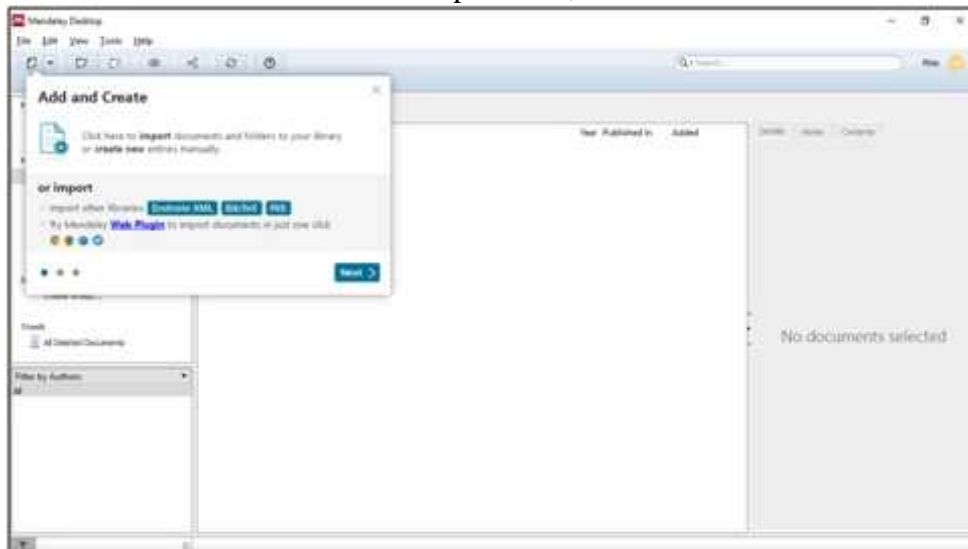 Mendeley Desktop
File Edit View Tools Help
Add and Create
Click here to import documents and folders to your library
or create new entries manually.
or import
import other libraries Endnote XML BibTeX RIS
Try Mendeley Web Plugin to import documents in just one click
Next
Year Published In Added
Details Notes Contents
No documents selected
Trash
All Deleted Documents
Filter by Authors
All